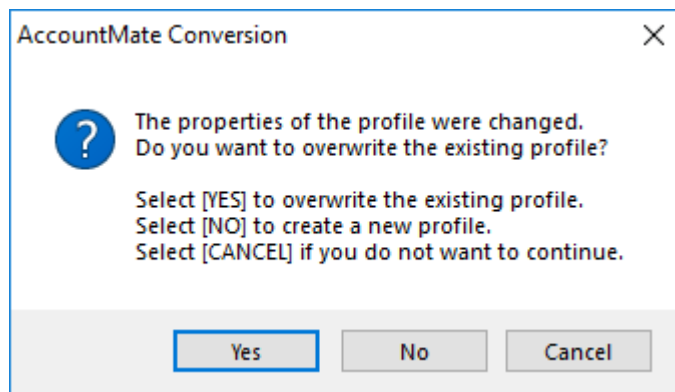 AccountMate Conversion
The properties of the profile were changed.
Do you want to overwrite the existing profile?
Select [YES] to overwrite the existing profile.
Select [NO] to create a new profile.
Select [CANCEL] if you do not want to continue.
Yes No Cancel